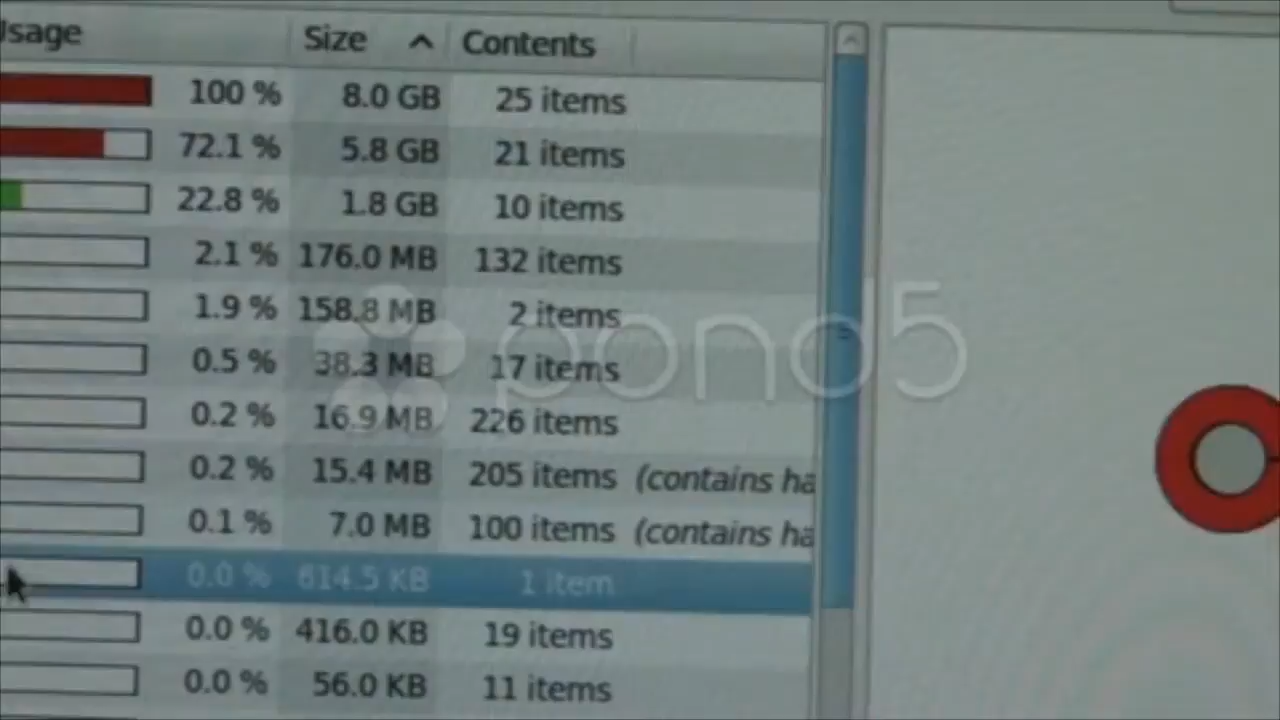 Usage Size Contents
100 % 8.0 GB 25 items
72.1 % 5.8 GB 21 items
22.8 % 1.8 GB 10 items
2.1 % 176.0 MB 132 items
1.9 % 158.8 MB 2 items
0.5 % 38.3 MB 17 items
0.2 % 16.9 MB 226 items
0.2 % 15.4 MB 205 items (contains ha
0.1 % 7.0 MB 100 items (contains ha
0.0 % 614.5 KB 1 item
0.0 % 416.0 KB 19 items
0.0 % 56.0 KB 11 items
pond5